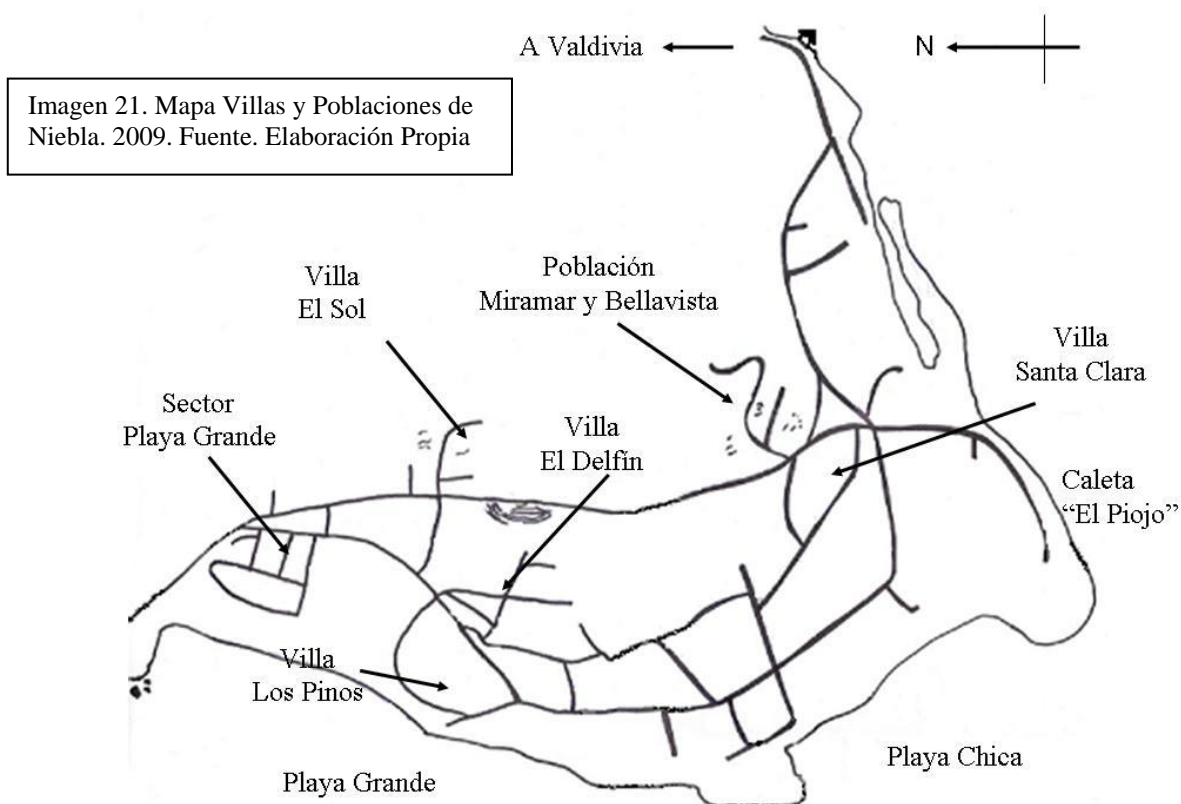 A Valdivia
N
Imagen 21. Mapa Villas y Poblaciones de
Niebla. 2009. Fuente. Elaboración Propia
Villa
El Sol
Población
Miramar y Bellavista
Villa
Santa Clara
Sector
Playa Grande
Villa
El Delfín
Caleta
“El Piojo”
Villa
Los Pinos
Playa Grande
Playa Chica